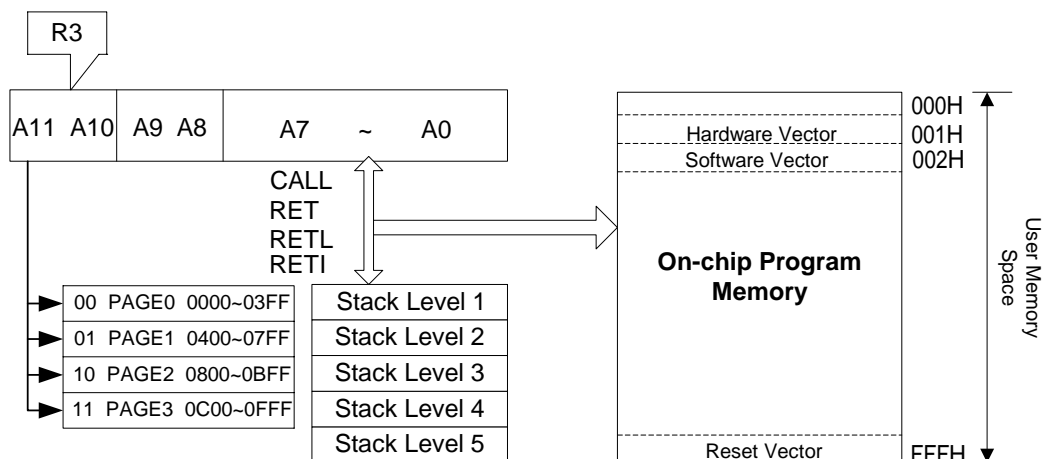 R3
A11 A10 A9 A8 A7 ~ A0
CALL
RET
RETL
RETI
00 PAGE0 0000~03FF
01 PAGE1 0400~07FF
10 PAGE2 0800~0BFF
11 PAGE3 0C00~0FFF
Stack Level 1
Stack Level 2
Stack Level 3
Stack Level 4
Stack Level 5
000H
Hardware Vector 001H
Software Vector 002H
On-chip Program
Memory
Reset Vector FFFH
User Memory
Space